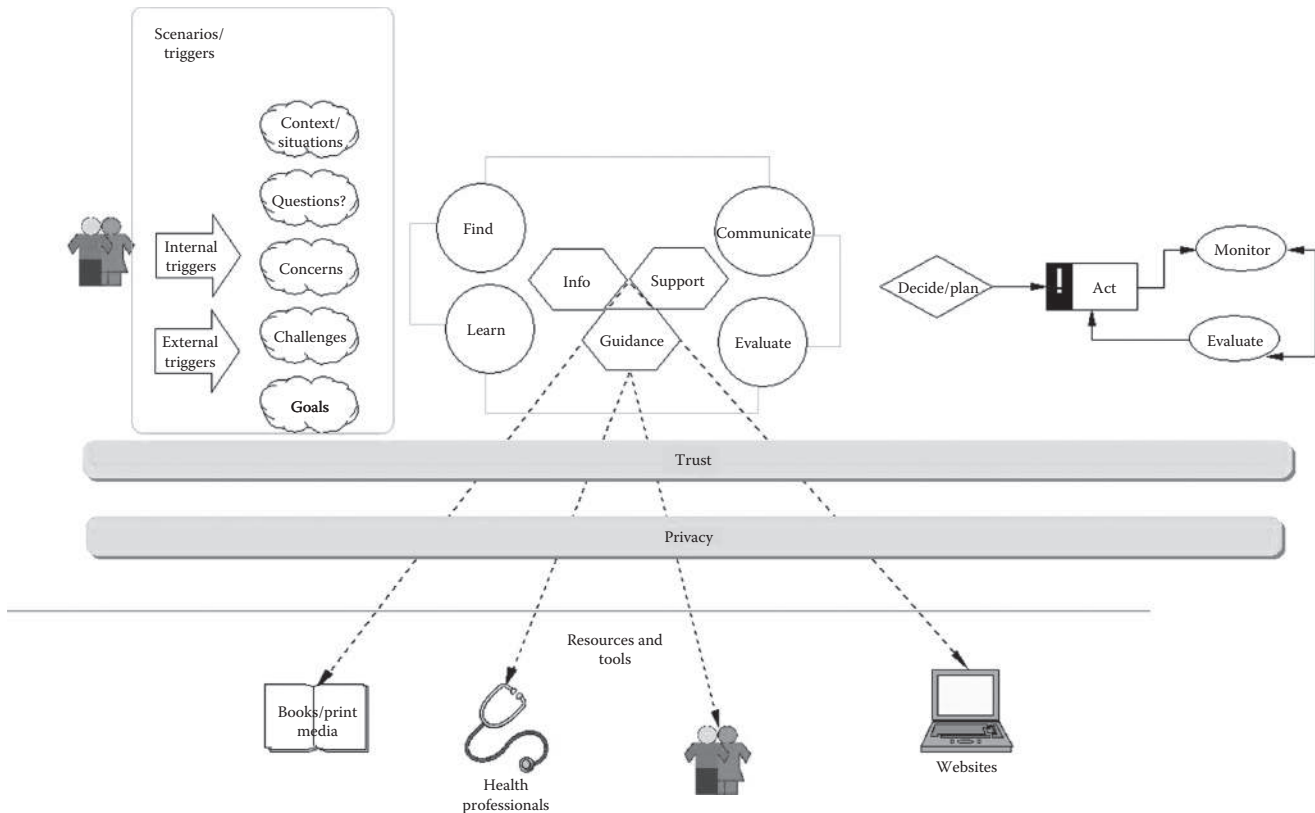 Scenarios/
triggers
Context/
situations
Questions?
Internal
triggers
Concerns
External
triggers
Challenges
Goals
Find
Communicate
Info
Support
Learn
Guidance
Evaluate
Decide/plan
!
Act
Monitor
Evaluate
Trust
Privacy
Resources and
tools
Books/print
media
Health
professionals
Websites